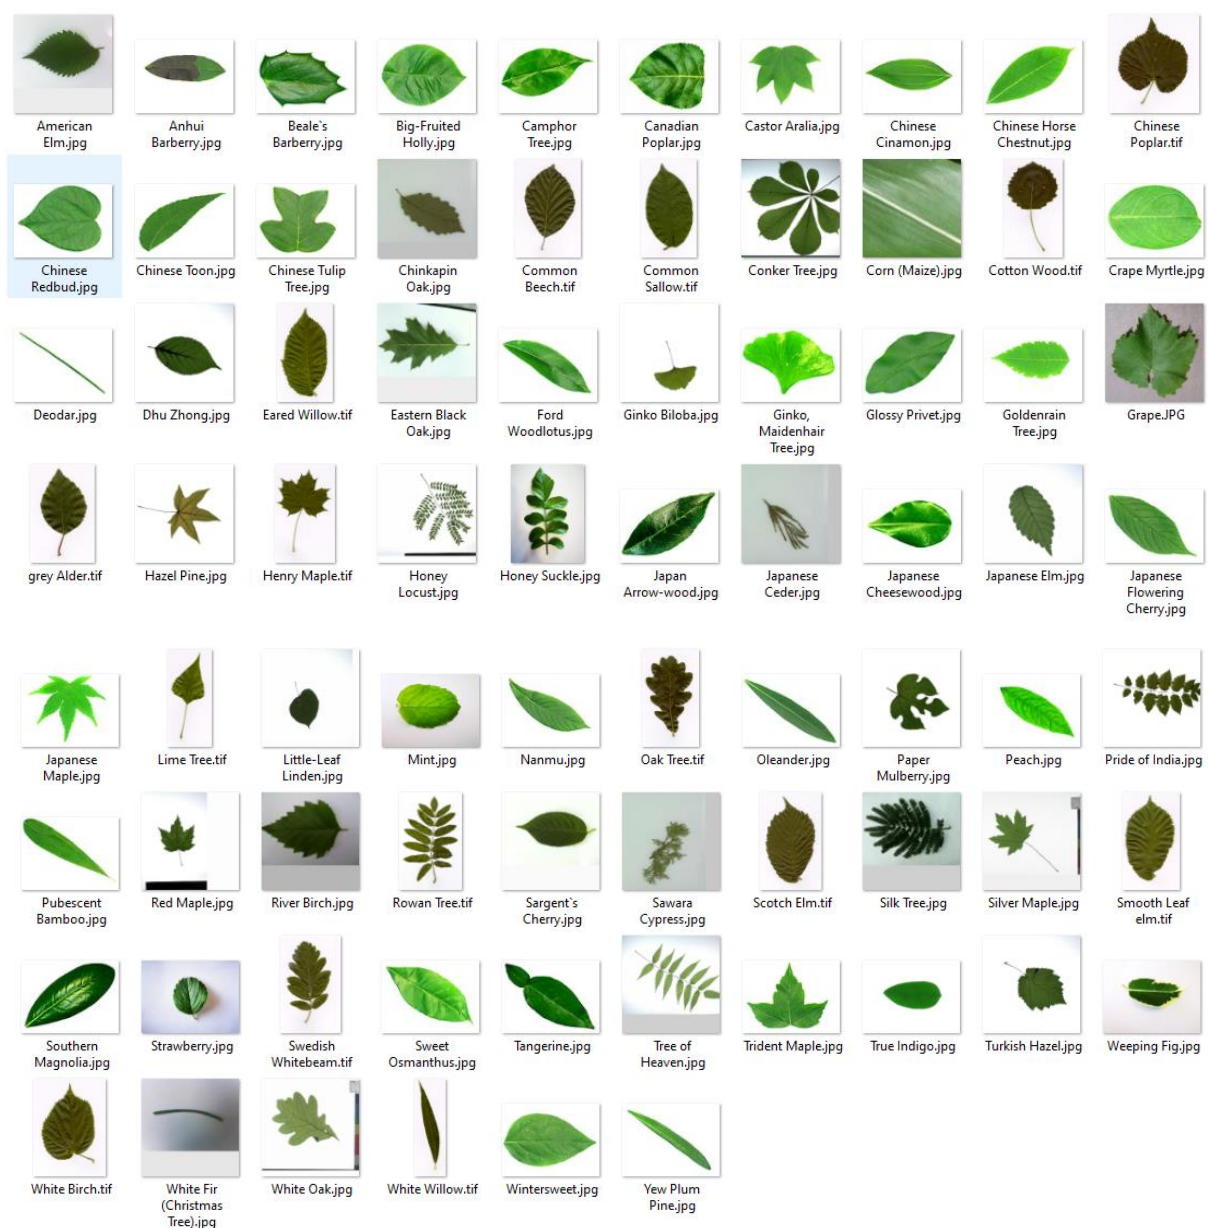 American
Elm.jpg
Anhui
Barberry.jpg
Beale`s
Barberry.jpg
Big-Fruited
Holly.jpg
Camphor
Tree.jpg
Canadian
Poplar.jpg
Castor Aralia.jpg
Chinese
Cinamon.jpg
Chinese Horse
Chestnut.jpg
Chinese
Poplar.tif
Chinese
Redbud.jpg
Chinese Toon.jpg
Chinese Tulip
Tree.jpg
Chinkapin
Oak.jpg
Common
Beech.tif
Common
Sallow.tif
Conker Tree.jpg
Corn (Maize).jpg
Cotton Wood.tif
Crape Myrtle.jpg
Deodar.jpg
Dhu Zhong.jpg
Eared Willow.tif
Eastern Black
Oak.jpg
Ford
Woodlotus.jpg
Ginko Biloba.jpg
Ginko,
Maidenhair
Tree.jpg
Glossy Privet.jpg
Goldenrain
Tree.jpg
Grape.JPG
grey Alder.tif
Hazel Pine.jpg
Henry Maple.tif
Honey
Locust.jpg
Honey Suckle.jpg
Japan
Arrow-wood.jpg
Japanese
Ceder.jpg
Japanese
Cheesewood.jpg
Japanese Elm.jpg
Japanese
Flowering
Cherry.jpg
Japanese
Maple.jpg
Lime Tree.tif
Little-Leaf
Linden.jpg
Mint.jpg
Nanmu.jpg
Oak Tree.tif
Oleander.jpg
Paper
Mulberry.jpg
Peach.jpg
Pride of India.jpg
Pubescent
Bamboo.jpg
Red Maple.jpg
River Birch.jpg
Rowan Tree.tif
Sargent`s
Cherry.jpg
Sawara
Cypress.jpg
Scotch Elm.tif
Silk Tree.jpg
Silver Maple.jpg
Smooth Leaf
elm.tif
Southern
Magnolia.jpg
Strawberry.jpg
Swedish
Whitebeam.tif
Sweet
Osmanthus.jpg
Tangerine.jpg
Tree of
Heaven.jpg
Trident Maple.jpg
True Indigo.jpg
Turkish Hazel.jpg
Weeping Fig.jpg
White Birch.tif
White Fir
(Christmas
Tree).jpg
White Oak.jpg
White Willow.tif
Wintersweet.jpg
Yew Plum
Pine.jpg